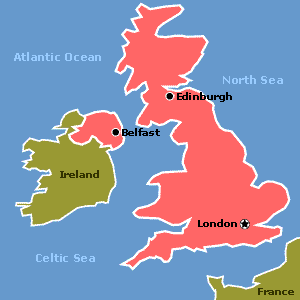 Atlantic Ocean
North Sea
Edinburgh
Belfast
Ireland
London
Celtic Sea
France